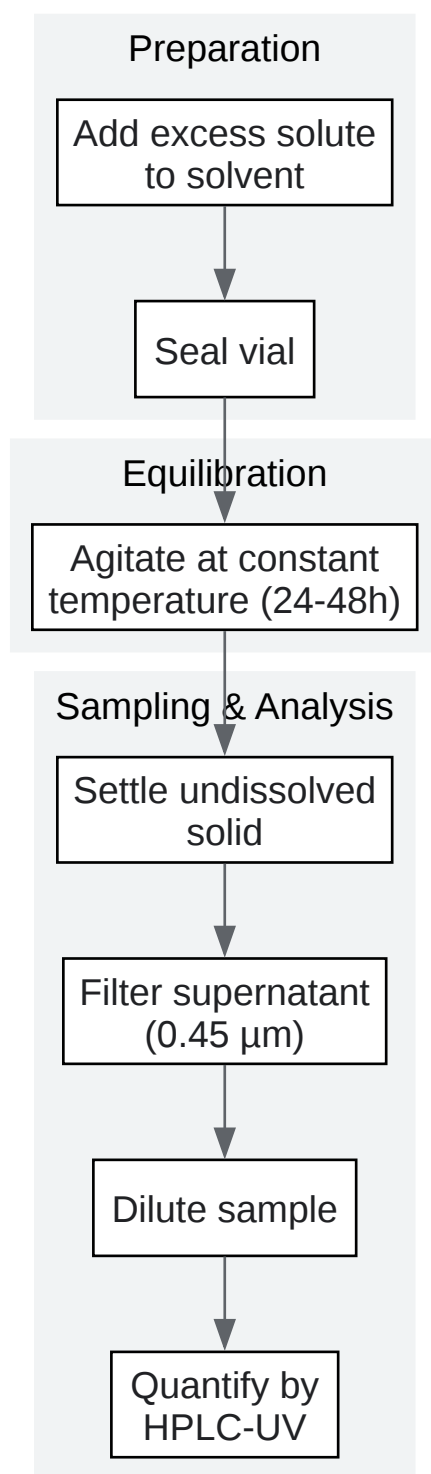 Preparation
Add excess solute
to solvent
Seal vial
Equilibration
Agitate at constant
temperature (24-48h)
Sampling & Analysis
Settle undissolved
solid
Filter supernatant
(0.45 µm)
Dilute sample
Quantify by
HPLC-UV